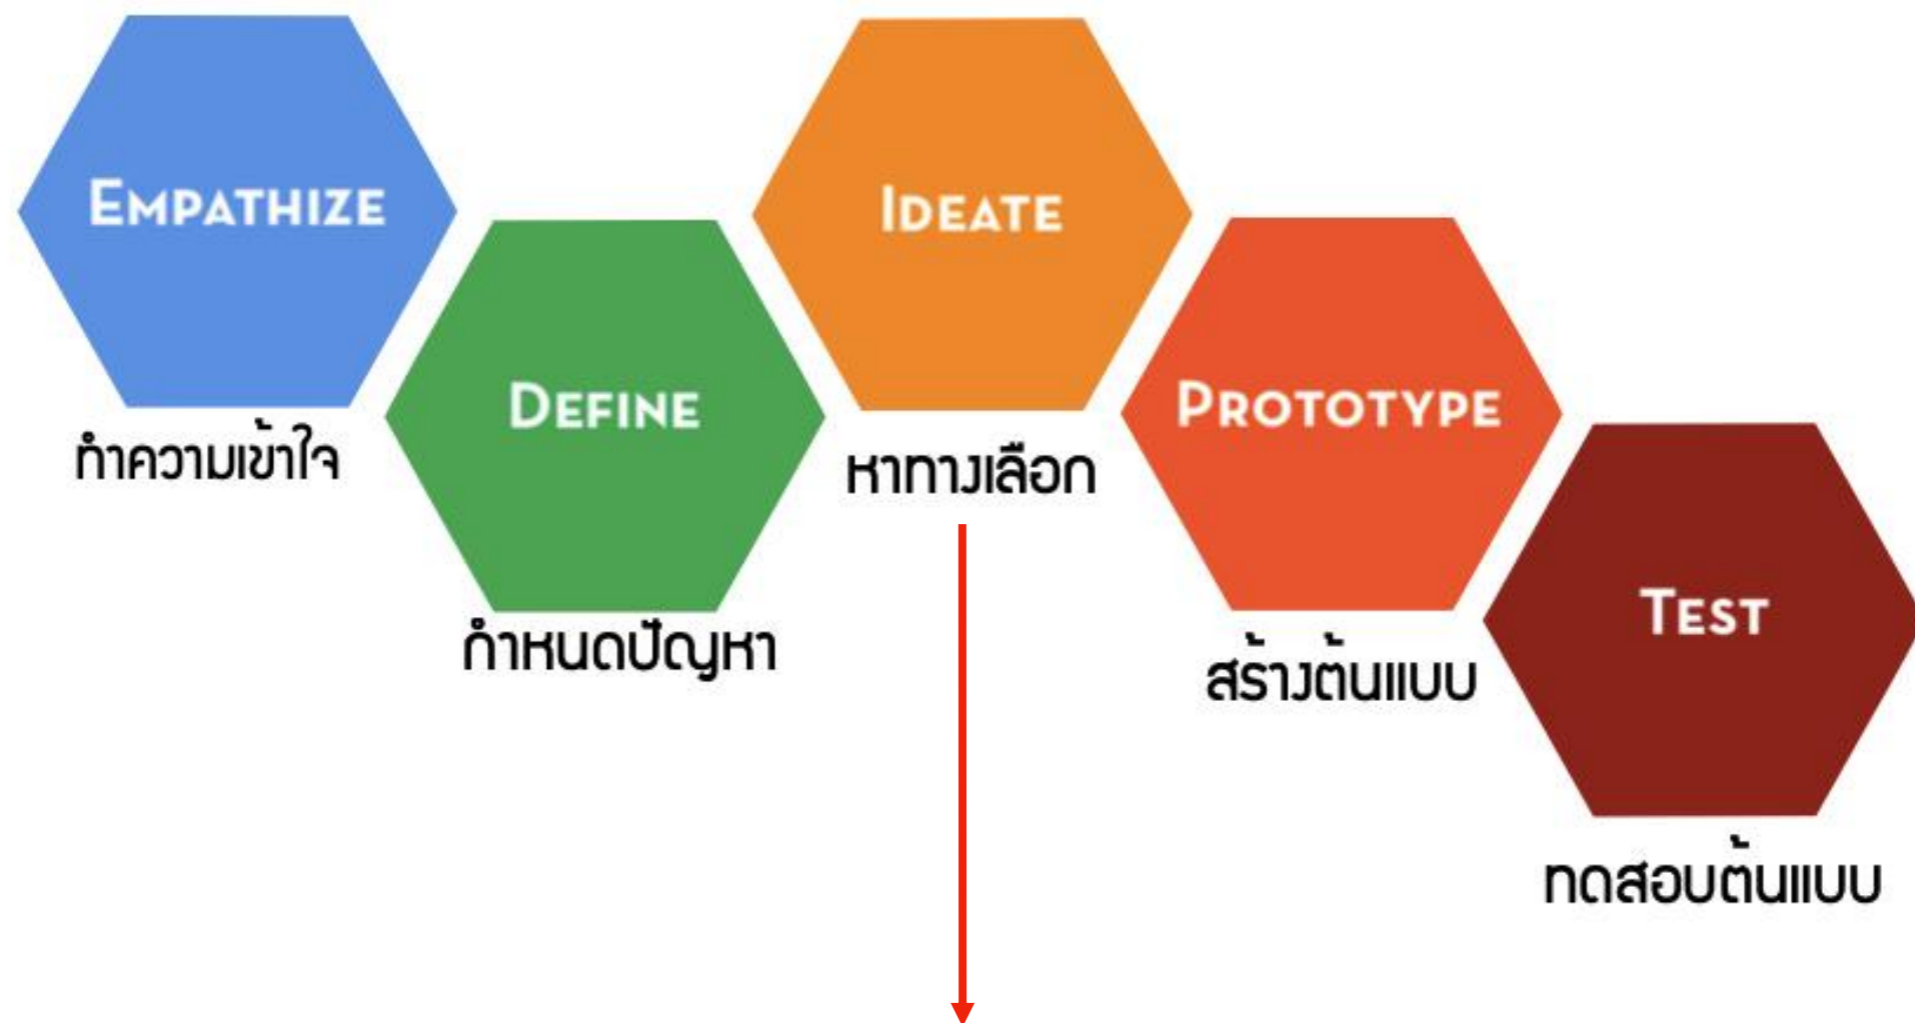 EMPATHIZE
ทำความเข้าใจ
DEFINE
กำหนดปัญหา
IDEATE
หาทางเลือก
PROTOTYPE
สร้างต้นแบบ
TEST
ทดสอบต้นแบบ